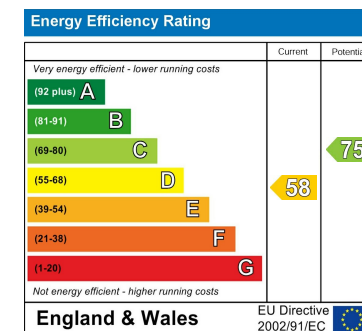 Energy Efficiency Rating
Current Potentia
Very energy efficient - lower running costs
(92 plus) A
(81-91) B
(69-80) C
75
(55-68) D
58
(39-54) E
(21-38) F
(1-20) G
Not energy efficient - higher running costs
England & Wales
EU Directive
2002/91/EC